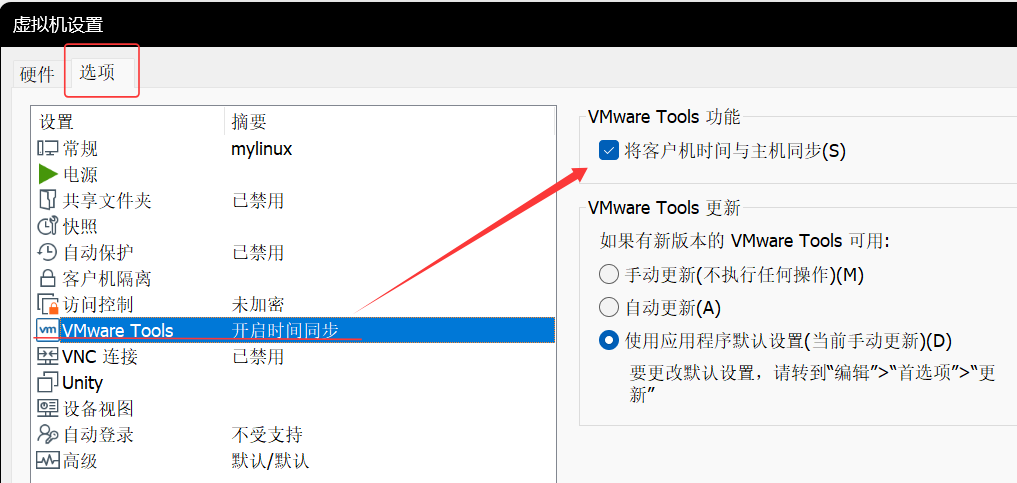 虚拟机设置
硬件 选项
设置 摘要
常规 mylinux
电源
共享文件夹 已禁用
快照
自动保护 已禁用
客户机隔离
访问控制 未加密
vm VMware Tools 开启时间同步
VNC 连接 已禁用
Unity
设备视图
自动登录 不受支持
高级 默认/默认
VMware Tools 功能
将客户机时间与主机同步(S)
VMware Tools 更新
如果有新版本的 VMware Tools 可用:
手动更新(不执行任何操作)(M)
自动更新(A)
使用应用程序默认设置(当前手动更新)(D)
要更改默认设置，请转到“编辑”>“首选项”>“更
新”